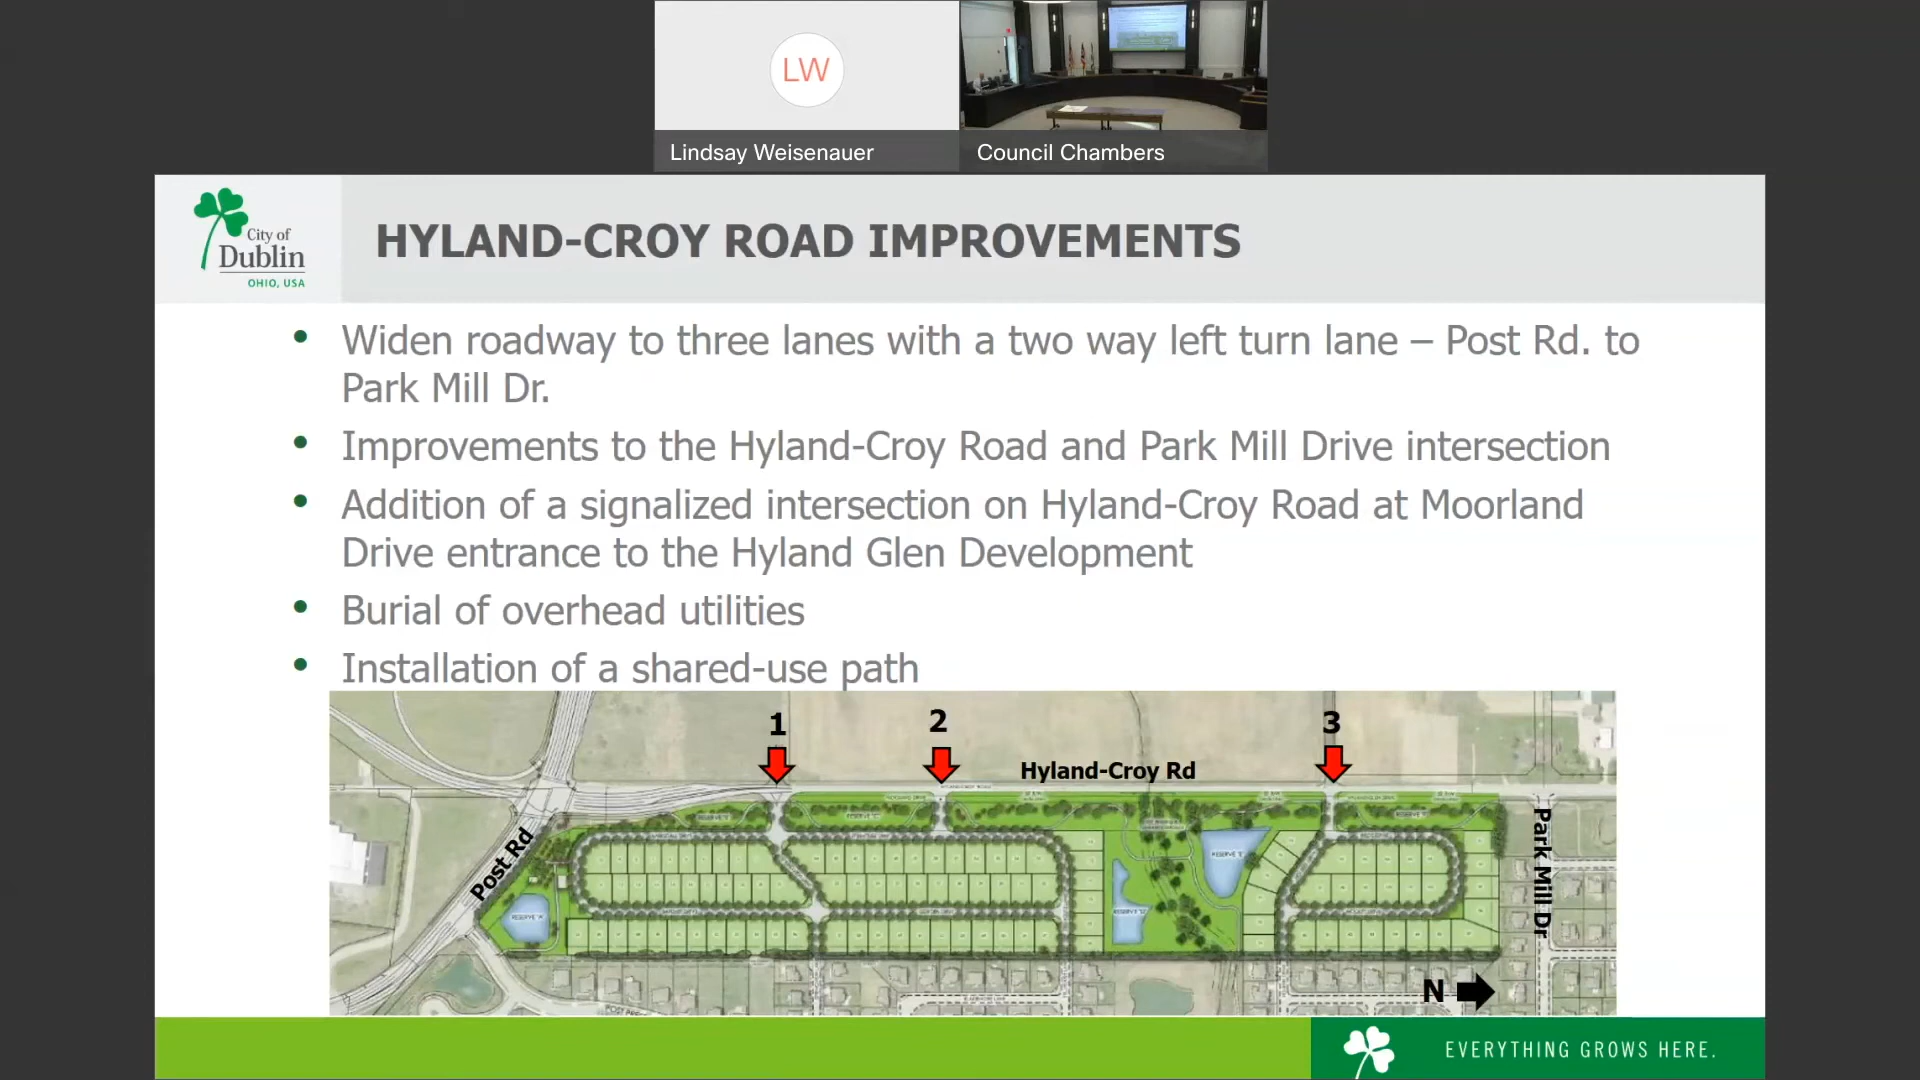 LW
Lindsay Weisenauer
Council Chambers
City of
Dublin
OHIO, USA
HYLAND-CROY ROAD IMPROVEMENTS
• Widen roadway to three lanes with a two way left turn lane – Post Rd. to
Park Mill Dr.
• Improvements to the Hyland-Croy Road and Park Mill Drive intersection
• Addition of a signalized intersection on Hyland-Croy Road at Moorland
Drive entrance to the Hyland Glen Development
• Burial of overhead utilities
• Installation of a shared-use path
1
2
3
Hyland-Croy Rd
Post Rd
Park Mill Dr
N
EVERYTHING GROWS HERE.